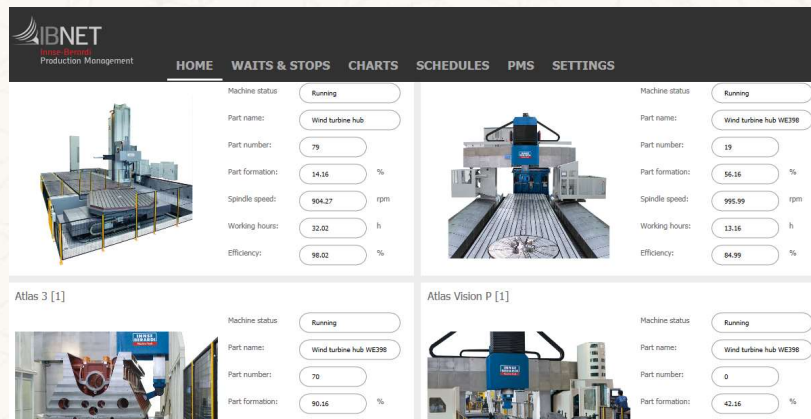 IBNET
Innse-Berardi
Production Management
HOME WAITS & STOPS CHARTS SCHEDULES PMS SETTINGS
Machine status Running
Part name: Wind turbine hub
Part number: 79
Part formation: 14.16 %
Spindle speed: 904.27 rpm
Working hours: 32.02 h
Efficiency: 98.02 %
Machine status Running
Part name: Wind turbine hub WE398
Part number: 19
Part formation: 56.16 %
Spindle speed: 995.99 rpm
Working hours: 13.16 h
Efficiency: 84.99 %
Atlas 3 [1]
INNSE
BERARDI
Machine status Running
Part name: Wind turbine hub WE398
Part number: 70
Part formation: 90.16 %
Atlas Vision P [1]
Machine status Running
Part name: Wind turbine hub WE398
Part number: 0
Part formation: 42.16 %